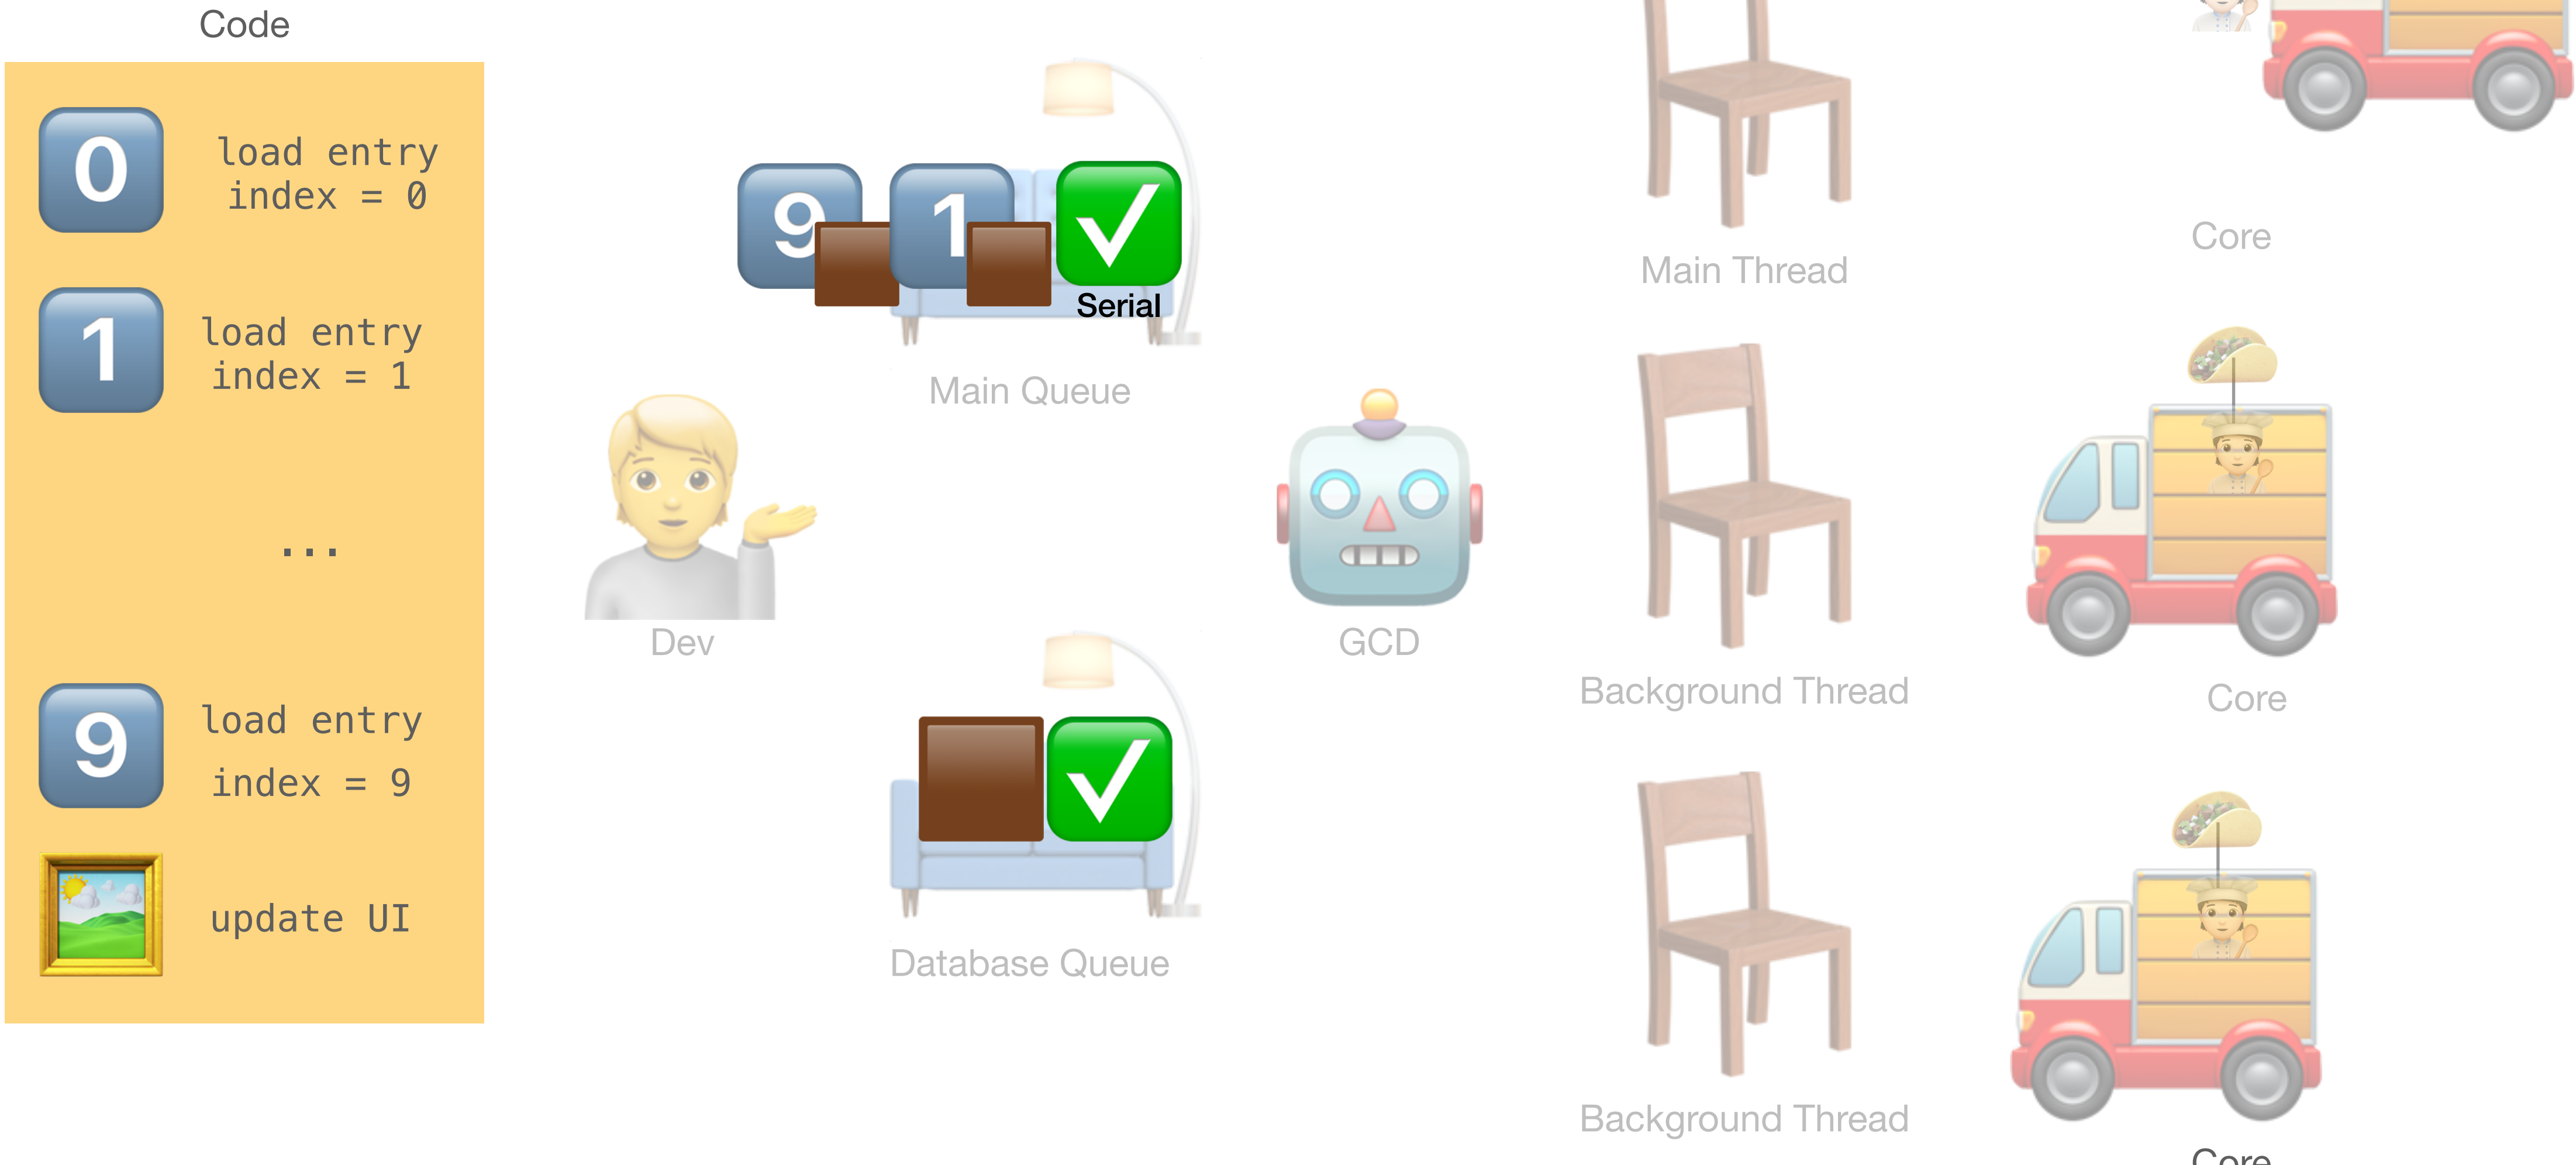 Code
0
load entry
index = 0
1
load entry
index = 1
...
9
load entry
index = 9
update UI
9
1
Serial
Main Queue
Dev
Database Queue
GCD
Main Thread
Background Thread
Background Thread
Core
Core
Core